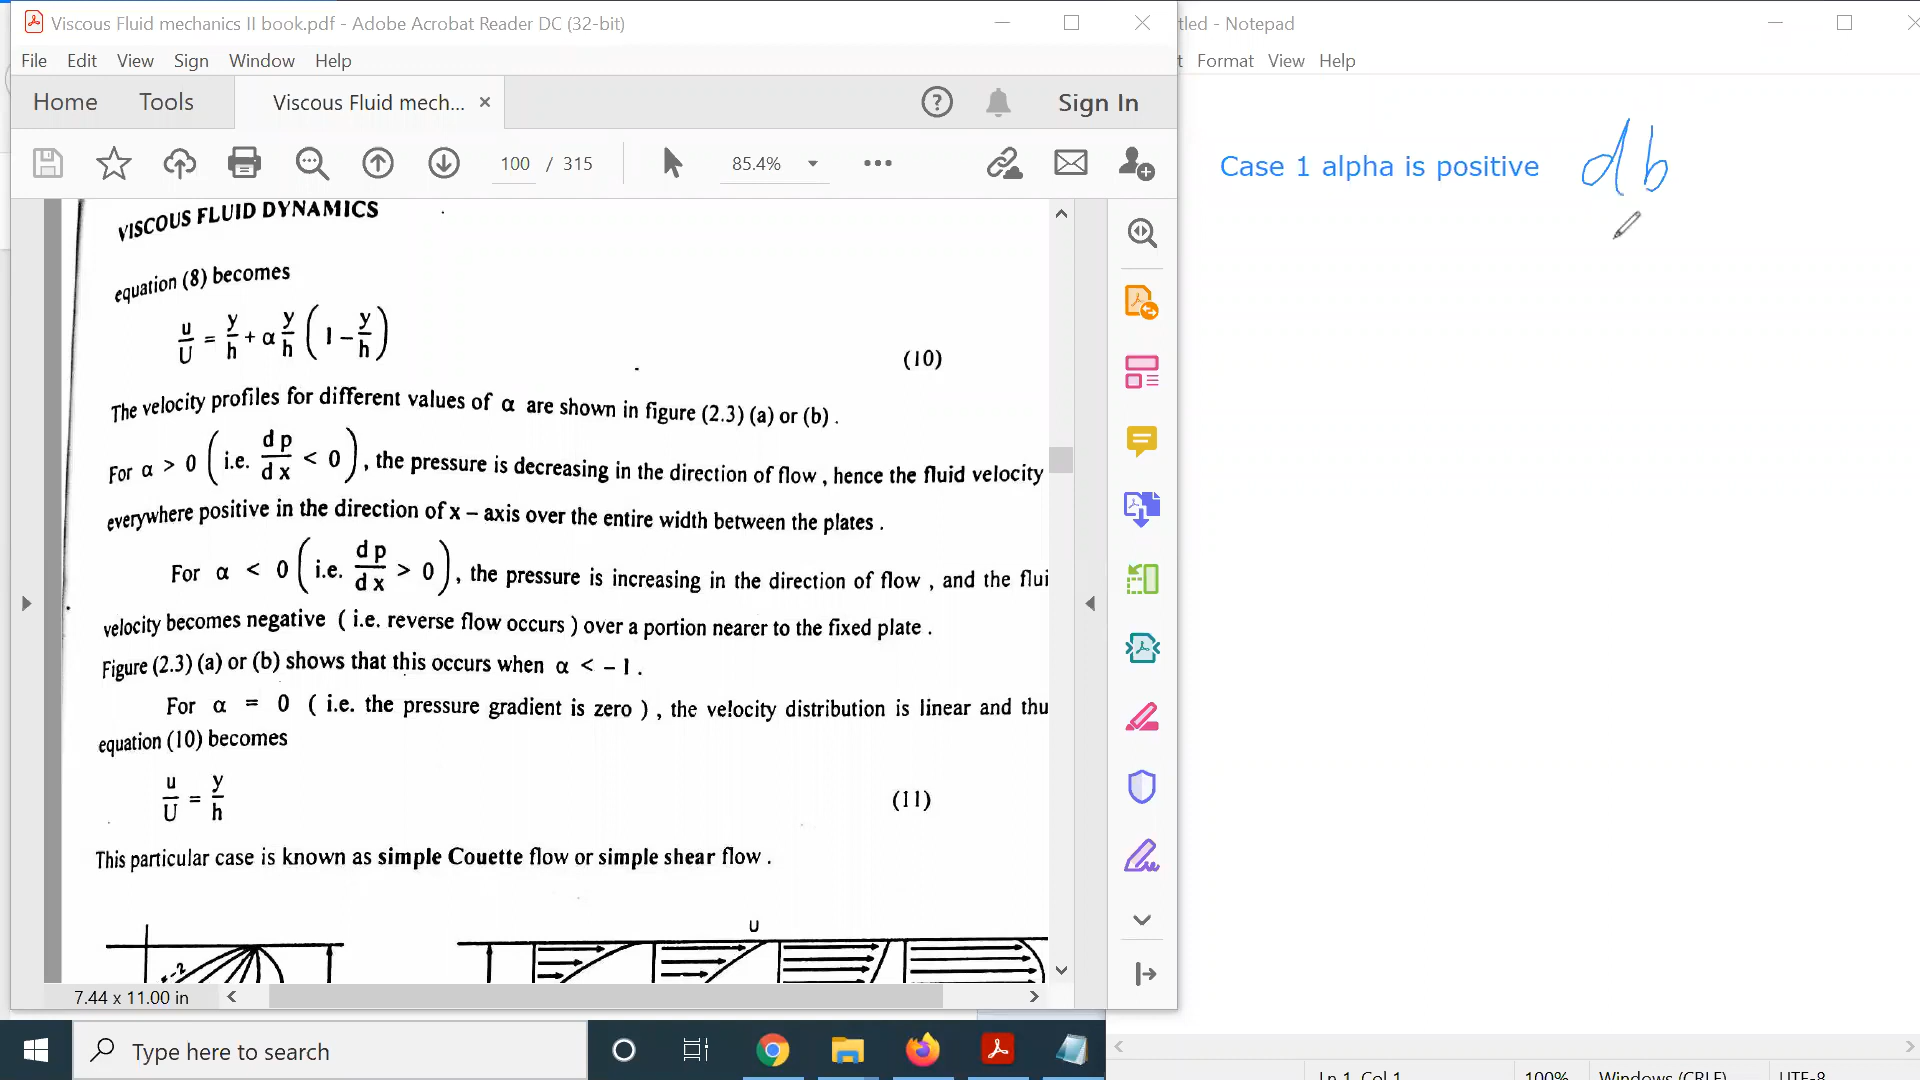 Viscous Fluid mechanics II book.pdf - Adobe Acrobat Reader DC (32-bit)
File Edit View Sign Window Help
Home Tools Viscous Fluid mech... × Sign In
100 / 315 85.4%
VISCOUS FLUID DYNAMICS
equation (8) becomes
u/U = y/h + α y/h ( 1 – y/h ) (10)
The velocity profiles for different values of α are shown in figure (2.3) (a) or (b) .
For α > 0 ( i.e. dp/dx < 0 ) , the pressure is decreasing in the direction of flow , hence the fluid velocity
everywhere positive in the direction of x – axis over the entire width between the plates .
For α < 0 ( i.e. dp/dx > 0 ) , the pressure is increasing in the direction of flow , and the flui
velocity becomes negative ( i.e. reverse flow occurs ) over a portion nearer to the fixed plate .
Figure (2.3) (a) or (b) shows that this occurs when α < – 1 .
For α = 0 ( i.e. the pressure gradient is zero ) , the velocity distribution is linear and thu
equation (10) becomes
u/U = y/h (11)
This particular case is known as simple Couette flow or simple shear flow .
U
-2
7.44 x 11.00 in
Type here to search
tled - Notepad
t Format View Help
Case 1 alpha is positive db
Ln 1, Col 1 100% Windows (CRLF) UTF-8